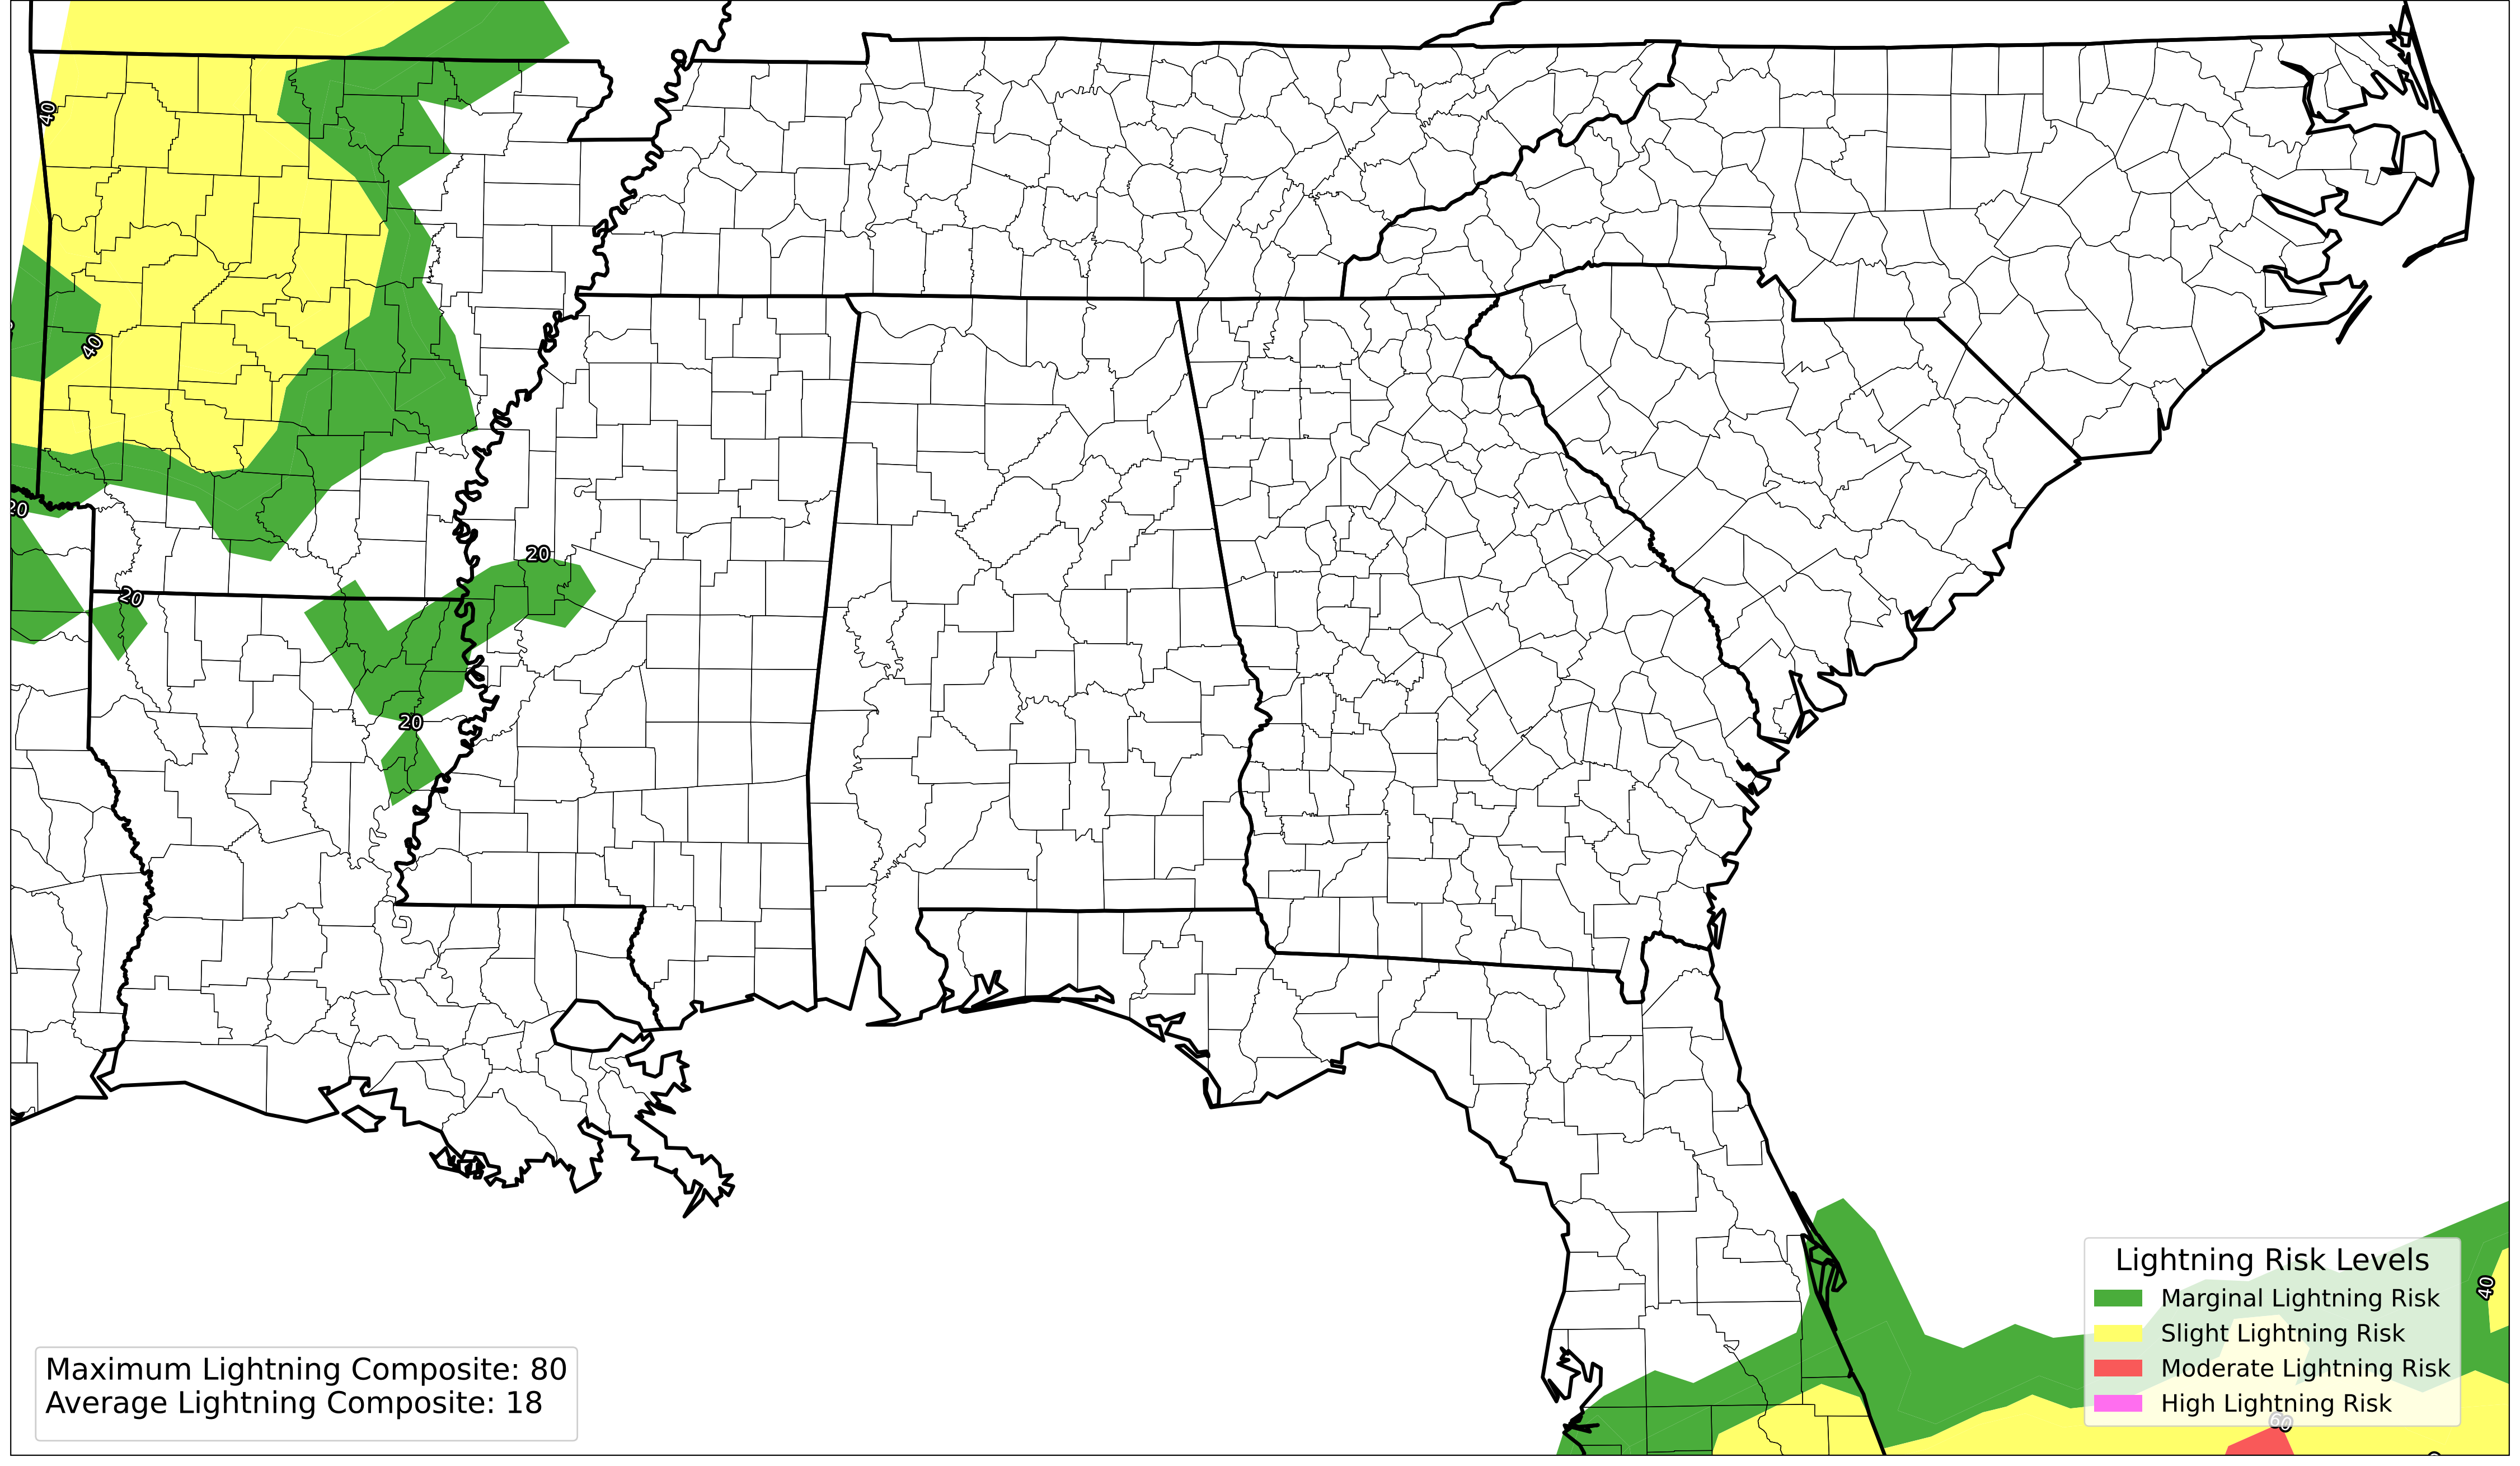 40
40
20
20
20
20
Lightning Risk Levels
Marginal Lightning Risk
Slight Lightning Risk
Moderate Lightning Risk
High Lightning Risk
40
60
Maximum Lightning Composite: 80
Average Lightning Composite: 18